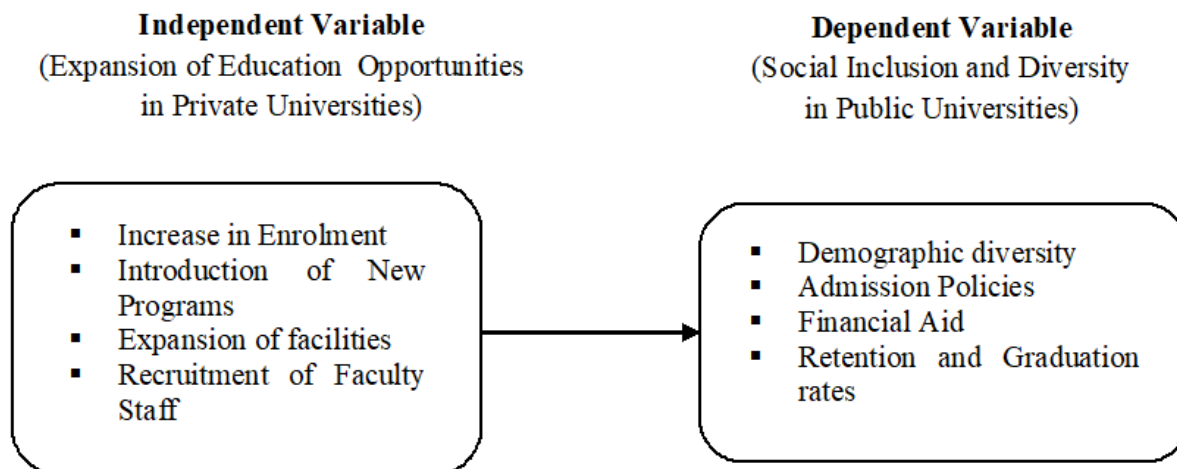 Independent Variable
(Expansion of Education Opportunities
in Private Universities)
Dependent Variable
(Social Inclusion and Diversity
in Public Universities)
▪ Increase in Enrolment
▪ Introduction of New
Programs
▪ Expansion of facilities
▪ Recruitment of Faculty
Staff
▪ Demographic diversity
▪ Admission Policies
▪ Financial Aid
▪ Retention and Graduation
rates